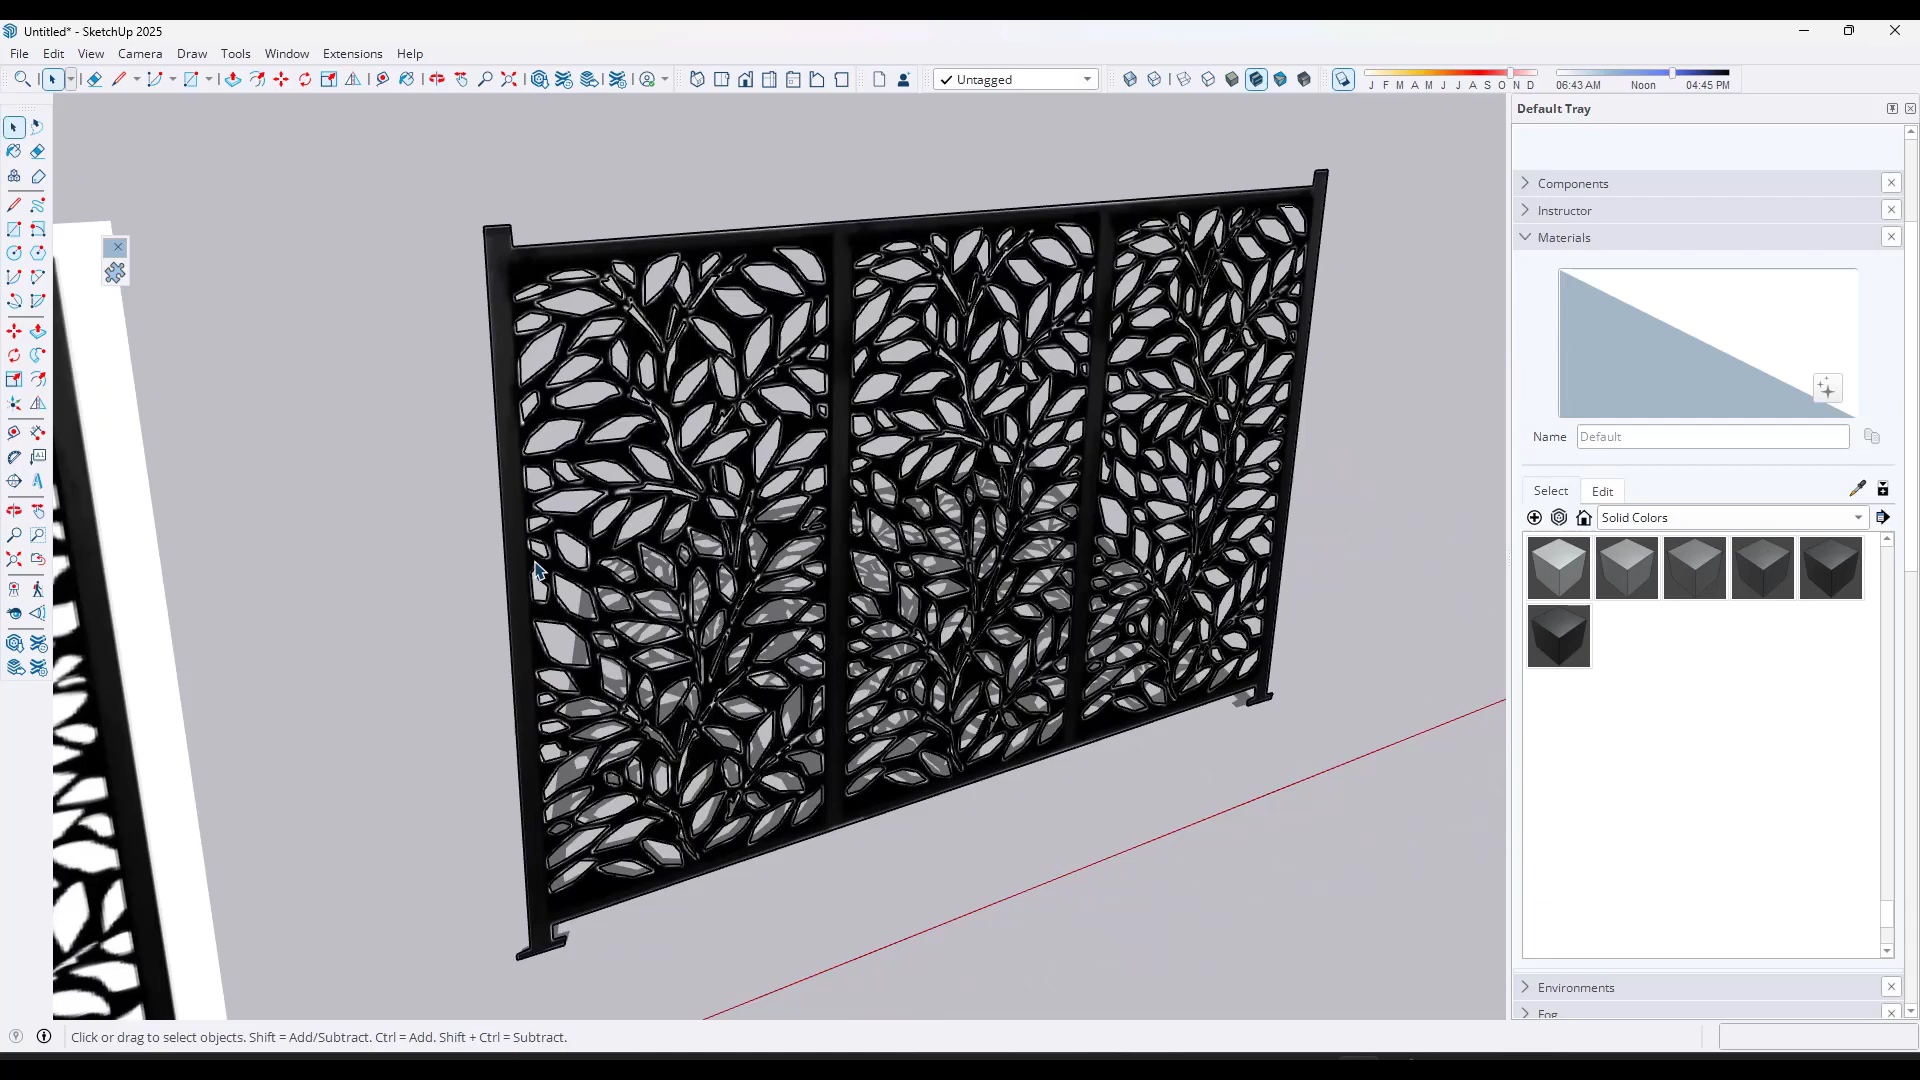 Untitled* - SketchUp 2025
File Edit View Camera Draw Tools Window Extensions Help
Untagged
J F M A M J J A S O N D
06:43 AM Noon 04:45 PM
Default Tray
Components
Instructor
Materials
Name Default
Select Edit
Solid Colors
Environments
Fog
Click or drag to select objects. Shift = Add/Subtract. Ctrl = Add. Shift + Ctrl = Subtract.